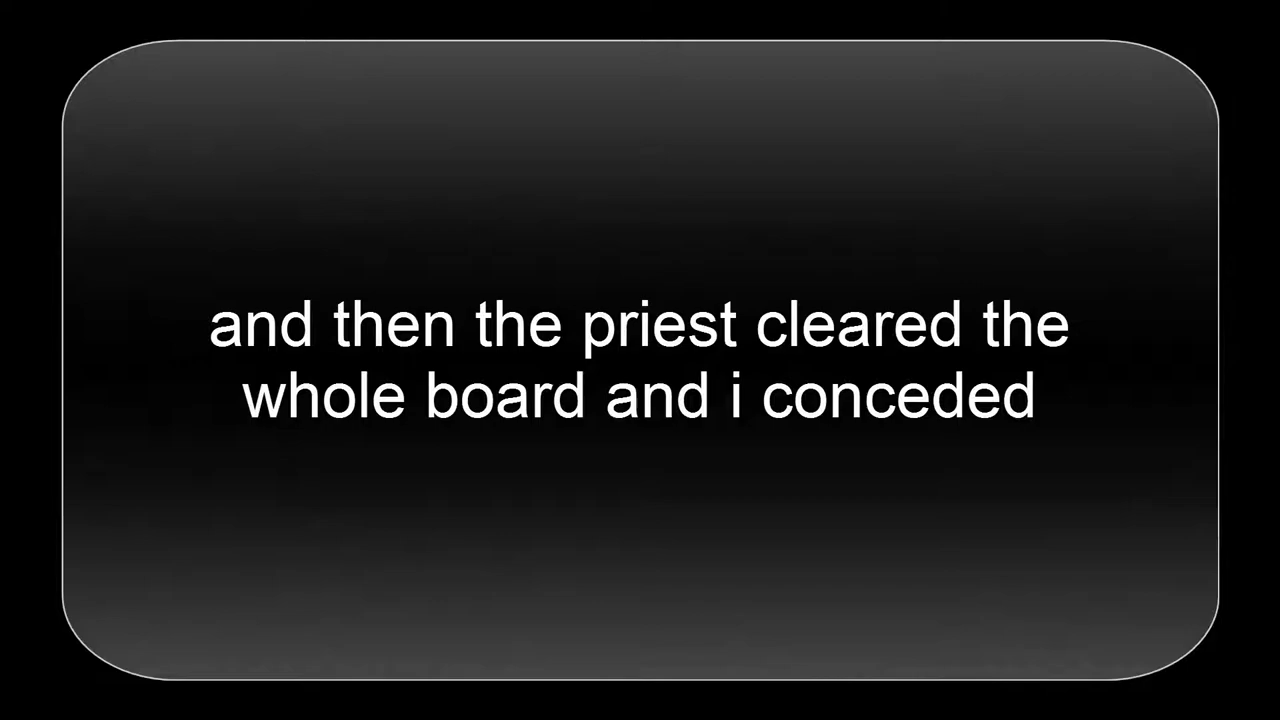 and then the priest cleared the
whole board and i conceded